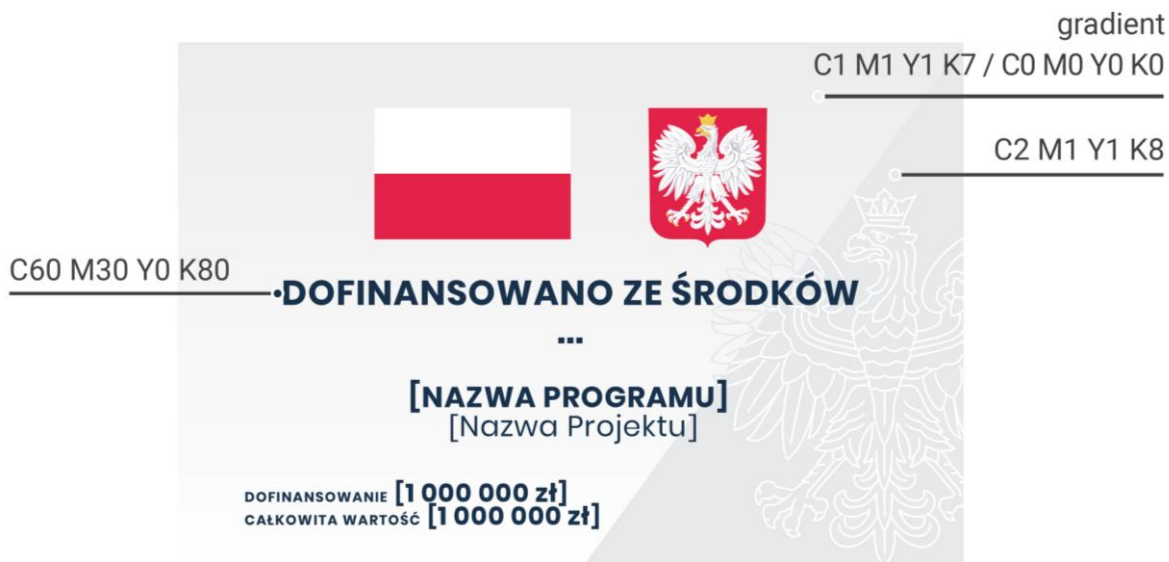 gradient
C1 M1 Y1 K7 / C0 M0 Y0 K0
C2 M1 Y1 K8
C60 M30 Y0 K80
DOFINANSOWANO ZE ŚRODKÓW
...
[NAZWA PROGRAMU]
[Nazwa Projektu]
DOFINANSOWANIE [1 000 000 zł]
CAŁKOWITA WARTOŚĆ [1 000 000 zł]